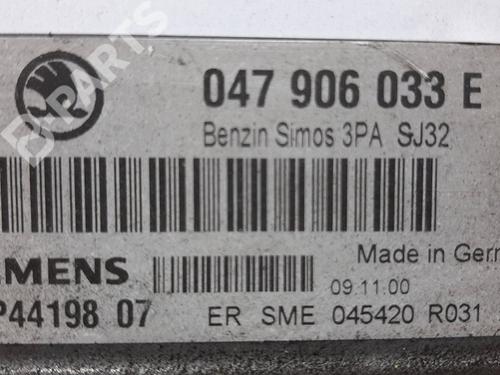 047 906 033 E
Benzin Simos 3PA SJ32
B-PARTS
Made in Germ
EMENS
09.11.00
P44198 07 ER SME 045420 R031